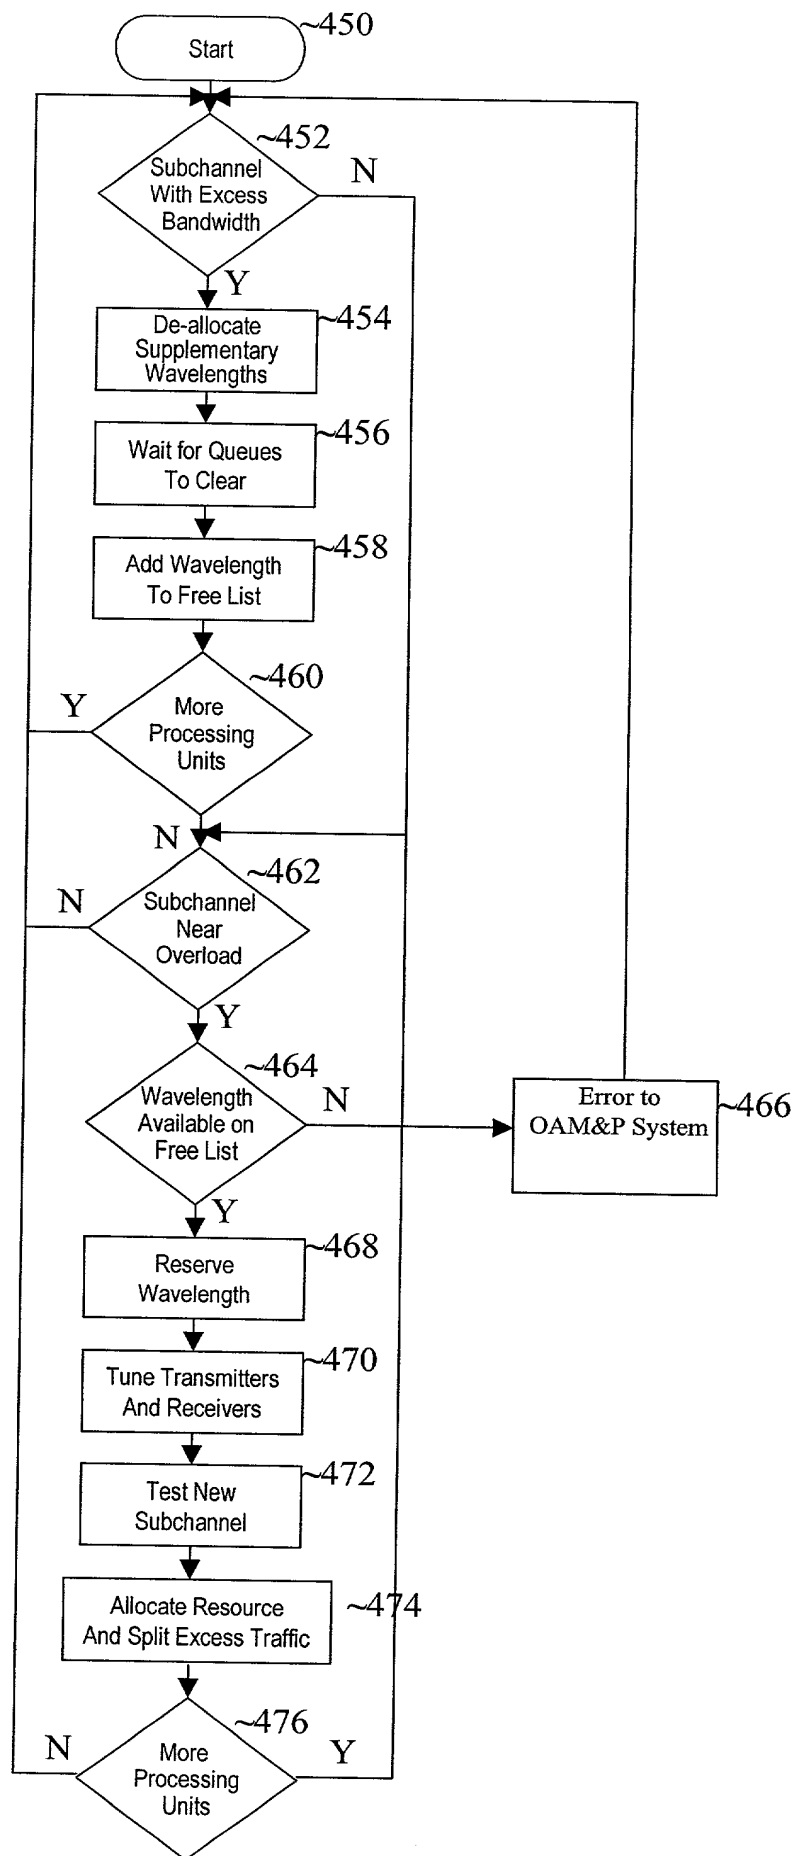 ~450
Start
~452
Subchannel
With Excess
Bandwidth
N
Y
~454
De-allocate
Supplementary
Wavelengths
~456
Wait for Queues
To Clear
~458
Add Wavelength
To Free List
~460
Y
More
Processing
Units
N
~462
N
Subchannel
Near
Overload
Y
~464
Wavelength
Available on
Free List
N
Error to
OAM&P System
~466
Y
~468
Reserve
Wavelength
~470
Tune Transmitters
And Receivers
~472
Test New
Subchannel
~474
Allocate Resource
And Split Excess Traffic
~476
N
More
Processing
Units
Y